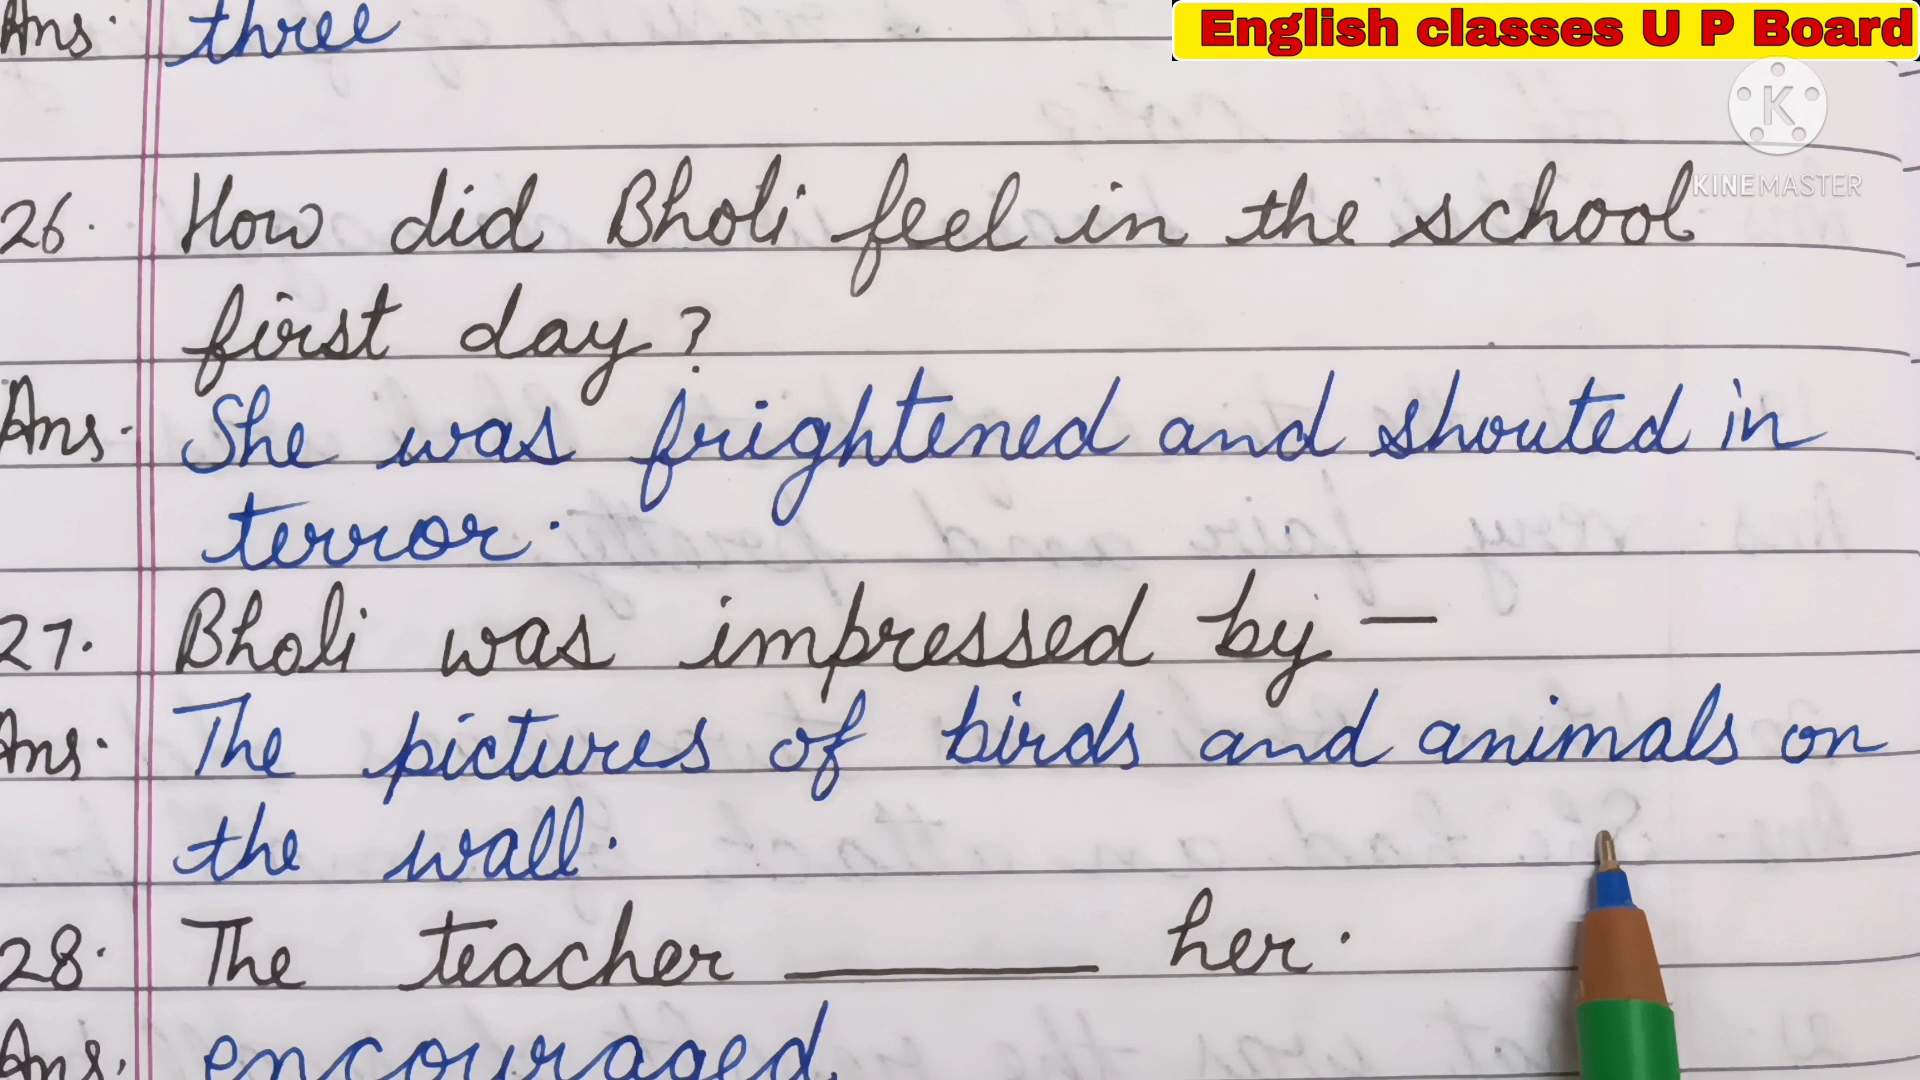 English classes U P Board
Ans. three
KINEMASTER
26. How did Bholi feel in the school
first day?
Ans. She was frightened and shouted in
terror.
27. Bholi was impressed by —
Ans. The pictures of birds and animals on
the wall.
28. The teacher ________ her.
Ans. encouraged